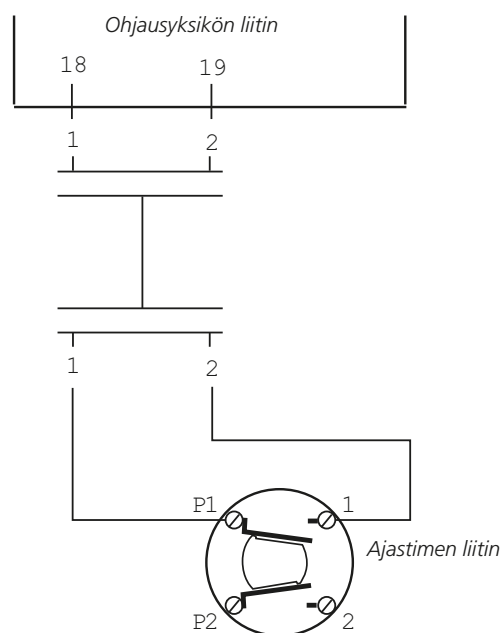 Ohjausyksikön liitin
18 19
1 2
1 2
P1 1
Ajastimen liitin
P2 2